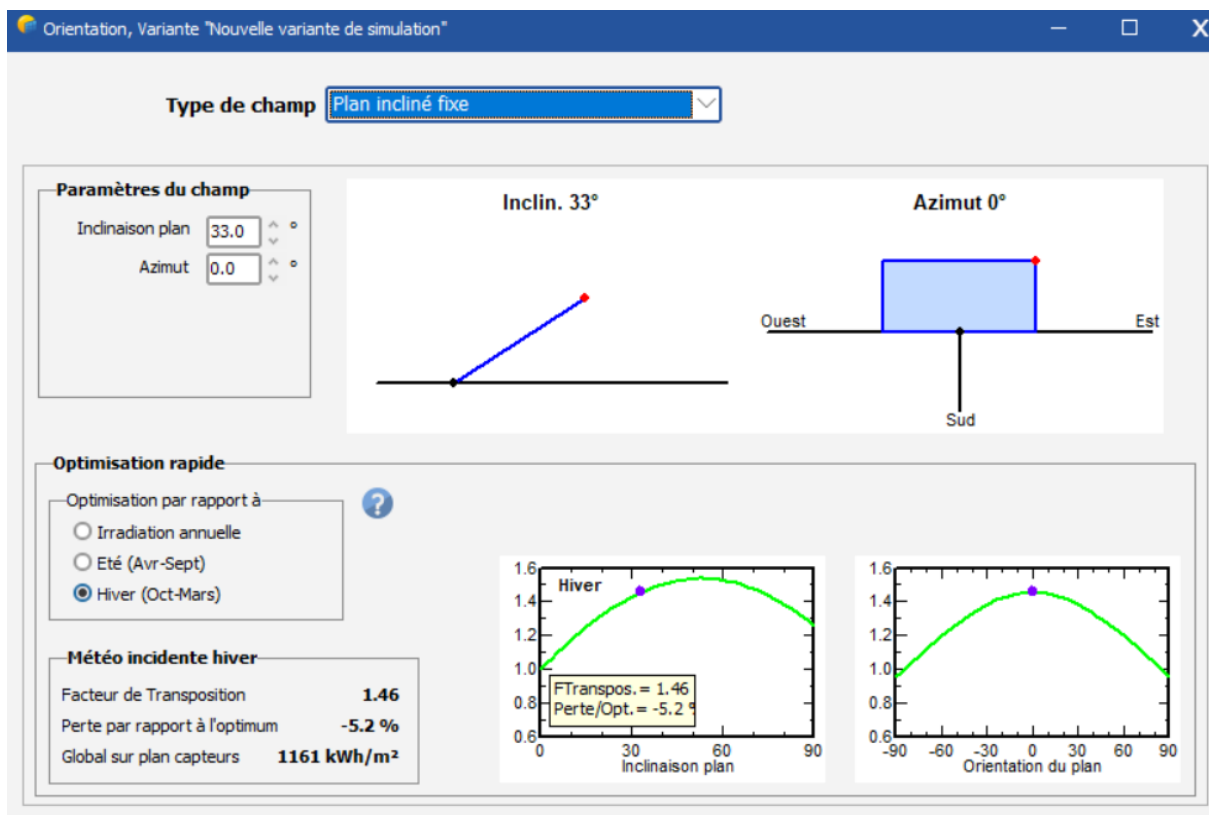 Orientation, Variante "Nouvelle variante de simulation"
Type de champ Plan incliné fixe
Paramètres du champ
Inclinaison plan 33.0 °
Azimut 0.0 °
Inclin. 33°
Azimut 0°
Ouest
Est
Sud
Optimisation rapide
Optimisation par rapport à
Irradiation annuelle
Eté (Avr-Sept)
Hiver (Oct-Mars)
?
Météo incidente hiver
Facteur de Transposition 1.46
Perte par rapport à l'optimum -5.2 %
Global sur plan capteurs 1161 kWh/m²
Hiver
1.6
1.4
1.2
1.0
0.8
0.6
FTranspos.= 1.46
Perte/Opt.= -5.2 %
0 30 60 90
Inclinaison plan
1.6
1.4
1.2
1.0
0.8
0.6
-90 -60 -30 0 30 60 90
Orientation du plan